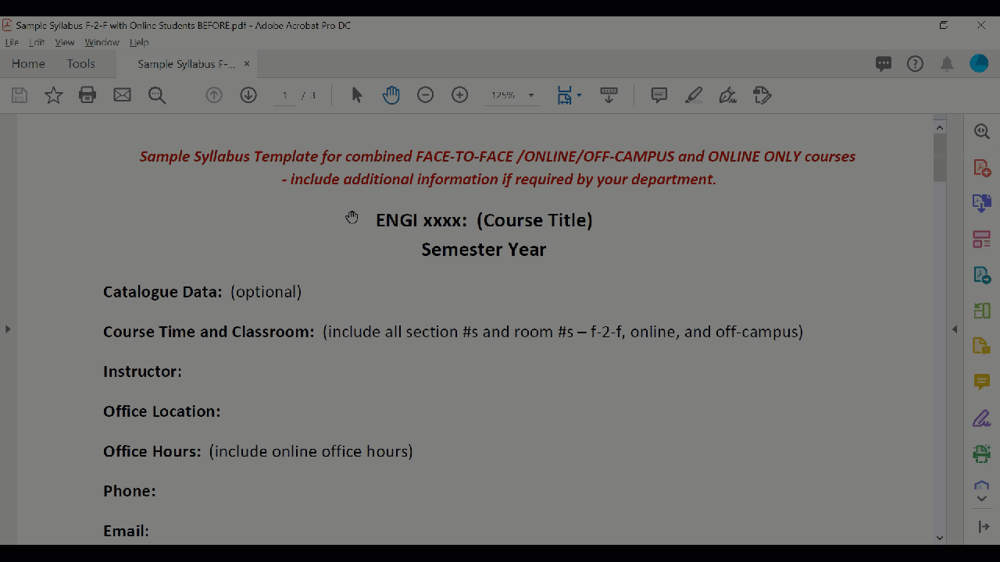 Sample Syllabus F-2-F with Online Students BEFORE.pdf - Adobe Acrobat Pro DC
File Edit View Window Help
Home Tools Sample Syllabus F-... ×
1 / 3 125%
Sample Syllabus Template for combined FACE-TO-FACE /ONLINE/OFF-CAMPUS and ONLINE ONLY courses
- include additional information if required by your department.
ENGI xxxx: (Course Title)
Semester Year
Catalogue Data: (optional)
Course Time and Classroom: (include all section #s and room #s – f-2-f, online, and off-campus)
Instructor:
Office Location:
Office Hours: (include online office hours)
Phone:
Email: